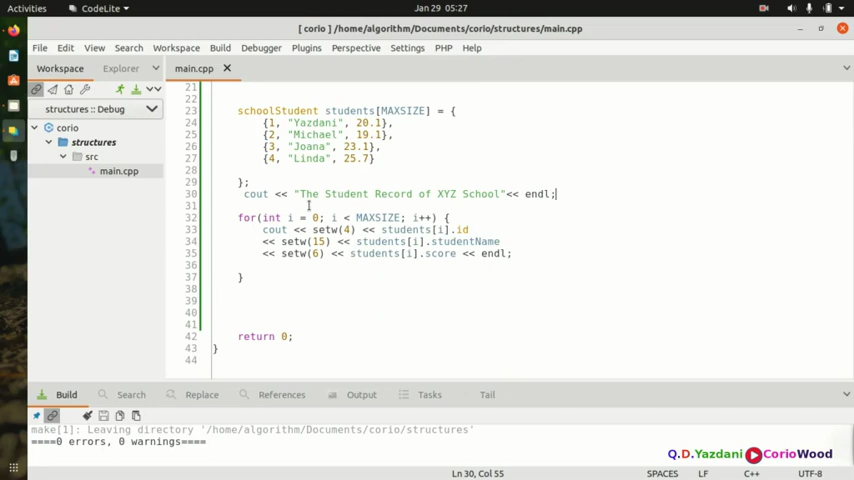 Activities
CodeLite
Jan 29 05:27
[ corio ] /home/algorithm/Documents/corio/structures/main.cpp
File Edit View Search Workspace Build Debugger Plugins Perspective Settings PHP Help
Workspace Explorer main.cpp
structures :: Debug
corio
structures
src
main.cpp
21
22
23 schoolStudent students[MAXSIZE] = {
24 {1, "Yazdani", 20.1},
25 {2, "Michael", 19.1},
26 {3, "Joana", 23.1},
27 {4, "Linda", 25.7}
28
29 };
30 cout << "The Student Record of XYZ School"<< endl;
31
32 for(int i = 0; i < MAXSIZE; i++) {
33 cout << setw(4) << students[i].id
34 << setw(15) << students[i].studentName
35 << setw(6) << students[i].score << endl;
36
37 }
38
39
40
41
42 return 0;
43 }
44
Build Search Replace References Output Tasks Tail
make[1]: Leaving directory '/home/algorithm/Documents/corio/structures'
====0 errors, 0 warnings====
Q.D.Yazdani CorioWood
Ln 30, Col 55 SPACES LF C++ UTF-8